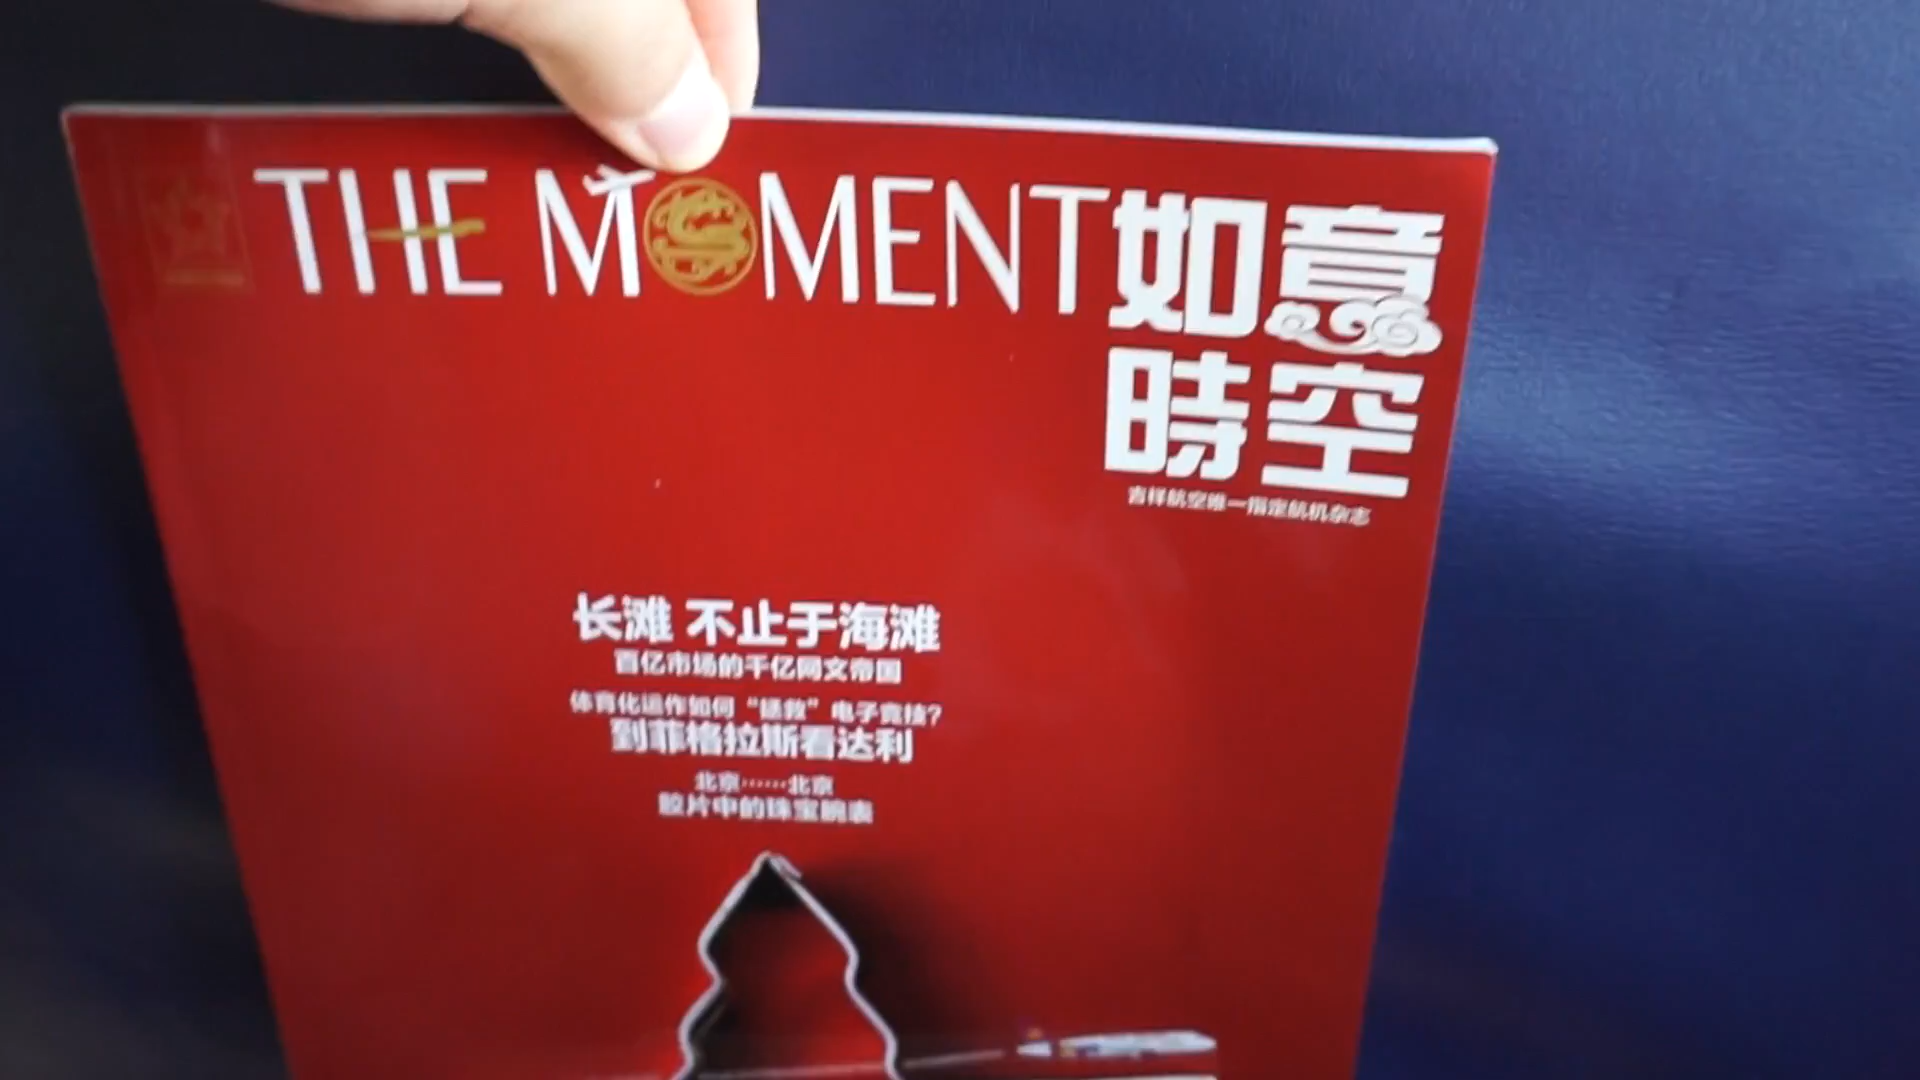 THE MOMENT
如意
時空
吉祥航空唯一指定航机杂志
长滩 不止于海滩
百亿市场的千亿网文帝国
体育化运作如何“拯救”电子竞技?
到菲格拉斯看达利
北京……北京
胶片中的珠宝腕表